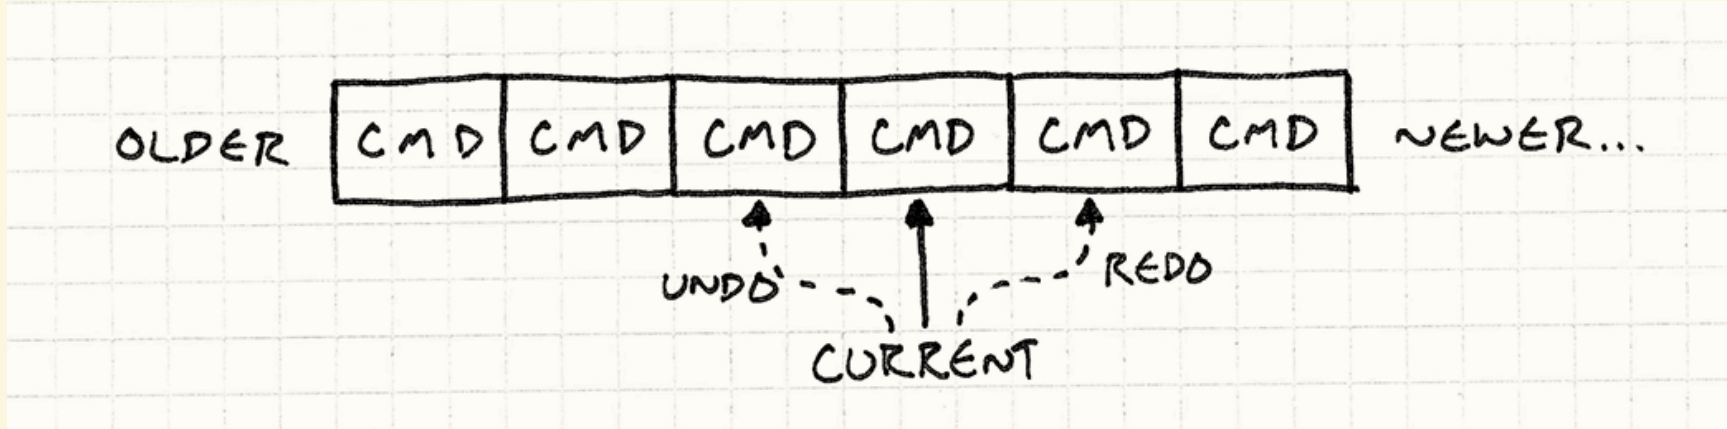 OLDER CMD CMD CMD CMD CMD CMD NEWER...
UNDO REDO
CURRENT